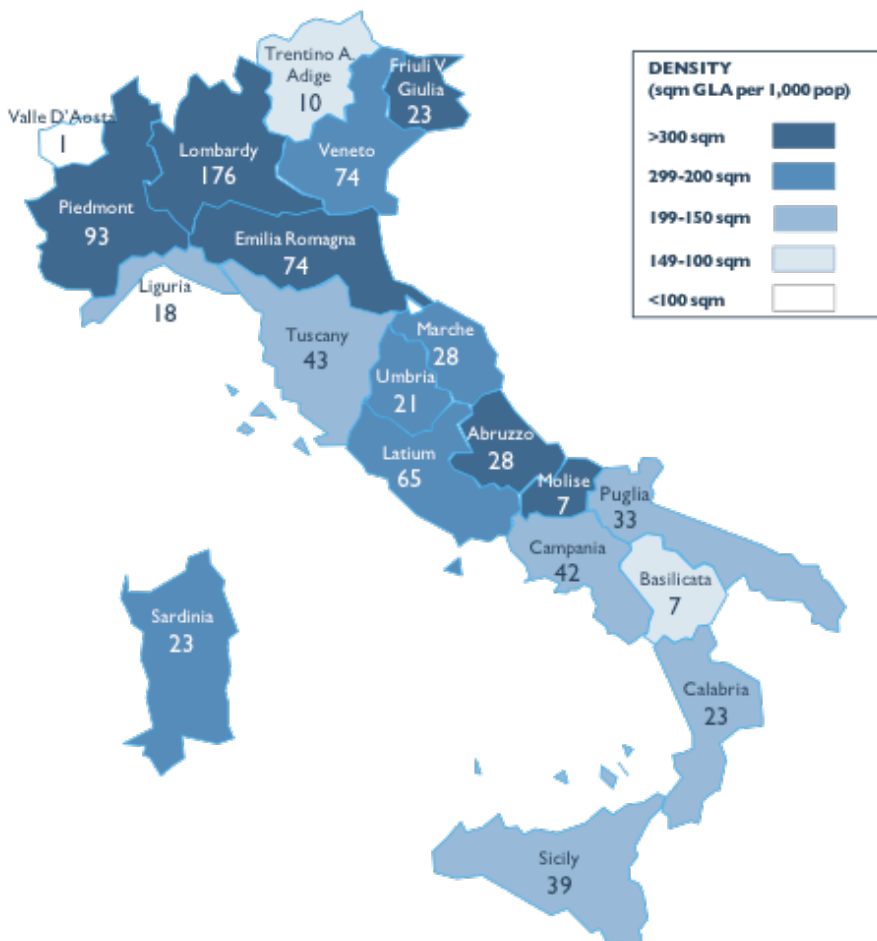 Trentino A.
Adige
10
Friuli V.
Giulia
23
Valle D'Aosta
1
Lombardy
176
Veneto
74
Piedmont
93
Emilia Romagna
74
Liguria
18
Tuscany
43
Marche
28
Umbria
21
Latium
65
Abruzzo
28
Molise
7
Puglia
33
Campania
42
Basilicata
7
Sardinia
23
Calabria
23
Sicily
39
DENSITY
(sqm GLA per 1,000 pop)
>300 sqm
299-200 sqm
199-150 sqm
149-100 sqm
<100 sqm